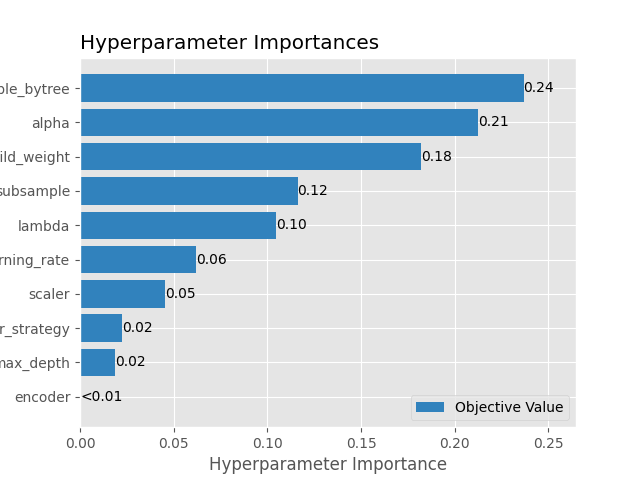 Hyperparameter Importances
ple_bytree 0.24
alpha 0.21
ild_weight 0.18
subsample 0.12
lambda 0.10
rning_rate 0.06
scaler 0.05
r_strategy 0.02
max_depth 0.02
encoder <0.01
Objective Value
0.00 0.05 0.10 0.15 0.20 0.25
Hyperparameter Importance